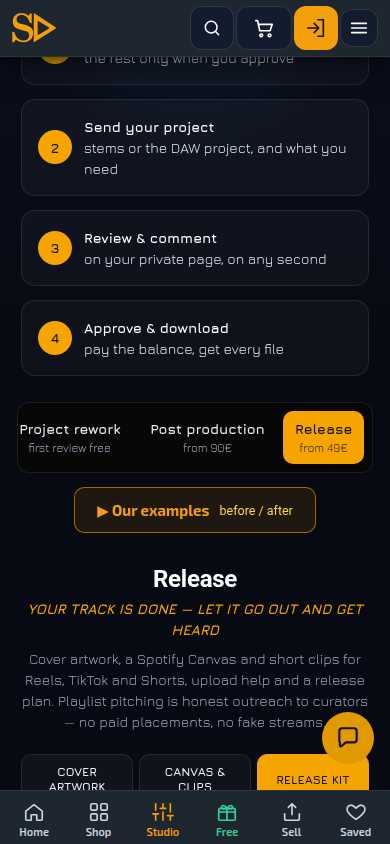 the rest only when you approve
2
Send your project
stems or the DAW project, and what you
need
3
Review & comment
on your private page, on any second
4
Approve & download
pay the balance, get every file
Project rework
first review free
Post production
from 90€
Release
from 49€
▶ Our examples before / after
Release
YOUR TRACK IS DONE — LET IT GO OUT AND GET
HEARD
Cover artwork, a Spotify Canvas and short clips for
Reels, TikTok and Shorts, upload help and a release
plan. Playlist pitching is honest outreach to curators
— no paid placements, no fake streams.
COVER
ARTWORK
CANVAS &
CLIPS
RELEASE KIT
Home
Shop
Studio
Free
Sell
Saved